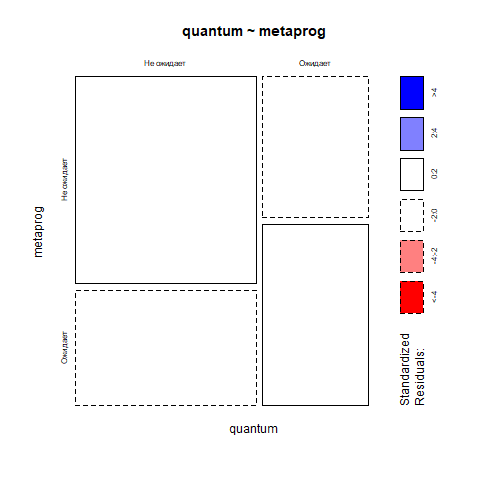 quantum ~ metaprog
Не ожидает
Ожидает
Не ожидает
Ожидает
metaprog
quantum
>4
2:4
0:2
-2:0
-4:-2
<-4
Standardized
Residuals: